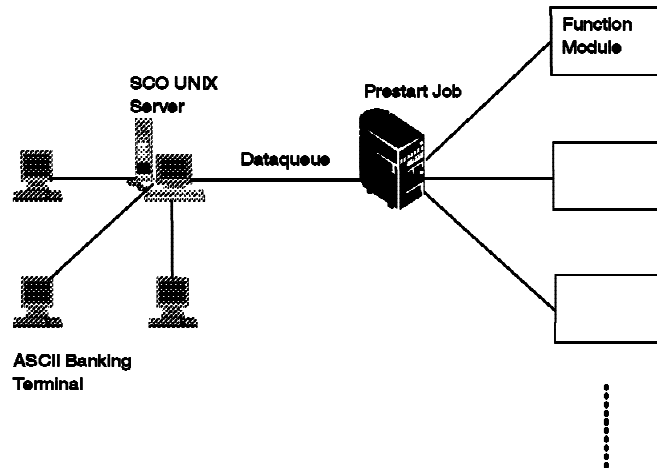 Function
Module
SCO UNIX
Server
Prestart Job
Dataqueue
ASCII Banking
Terminal